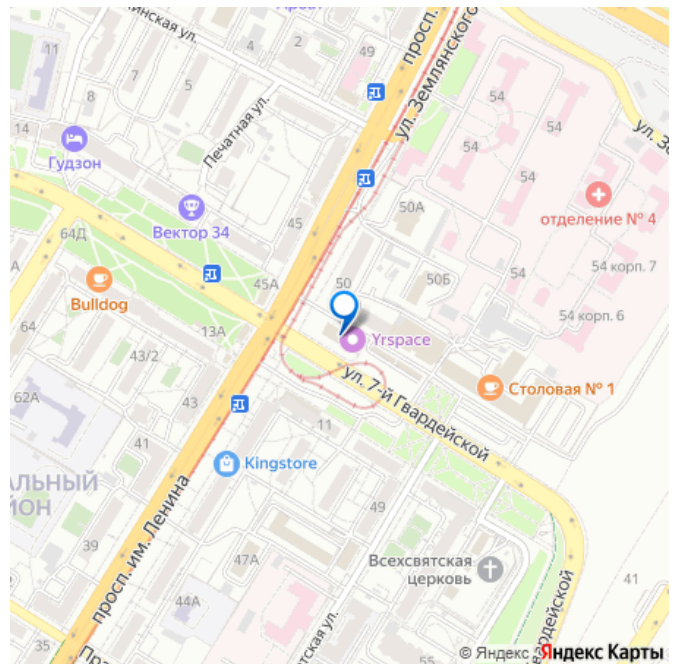 инская ул.
4
2
49
просп.
ул. Землянского
11
8
7
5
Печатная ул.
14
Гудзон
Вектор 34
45
50А
54
54
54
54
54
отделение № 4
54 корп. 7
54 корп. 6
64Д
А
Bulldog
45А
50
50Б
13А
64
43/2
Yrspace
ул. 7-й Гвардейской
Столовая № 1
62А
43
41
11
Kingstore
АЛЬНЫЙ
ЙОН
просп. им. Ленина
39
49
47А
Всехсвятская
церковь
41
44А
35
© Яндекс
Яндекс Карты